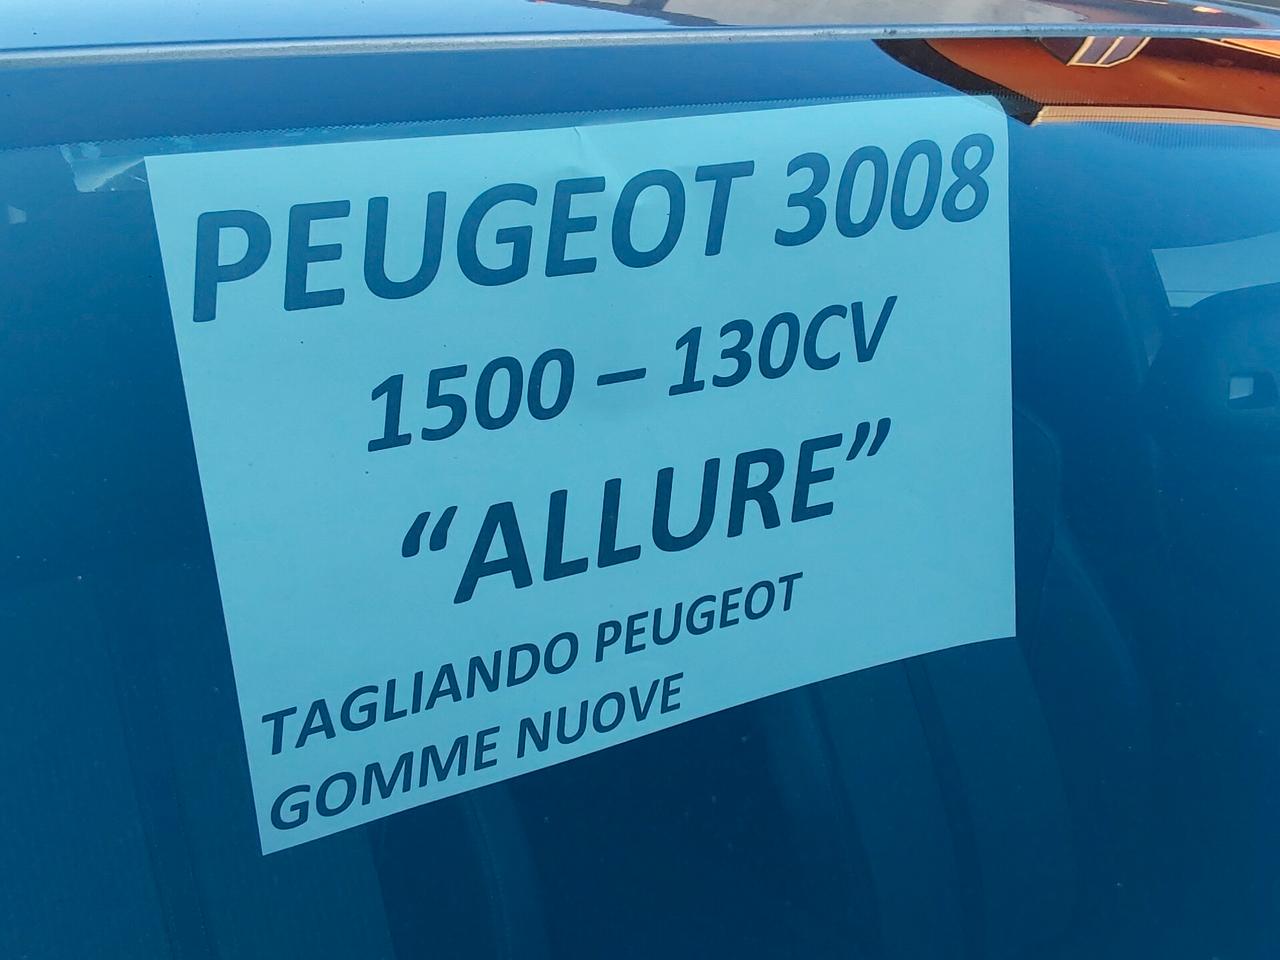 PEUGEOT 3008
1500 – 130CV
“ALLURE”
TAGLIANDO PEUGEOT
GOMME NUOVE